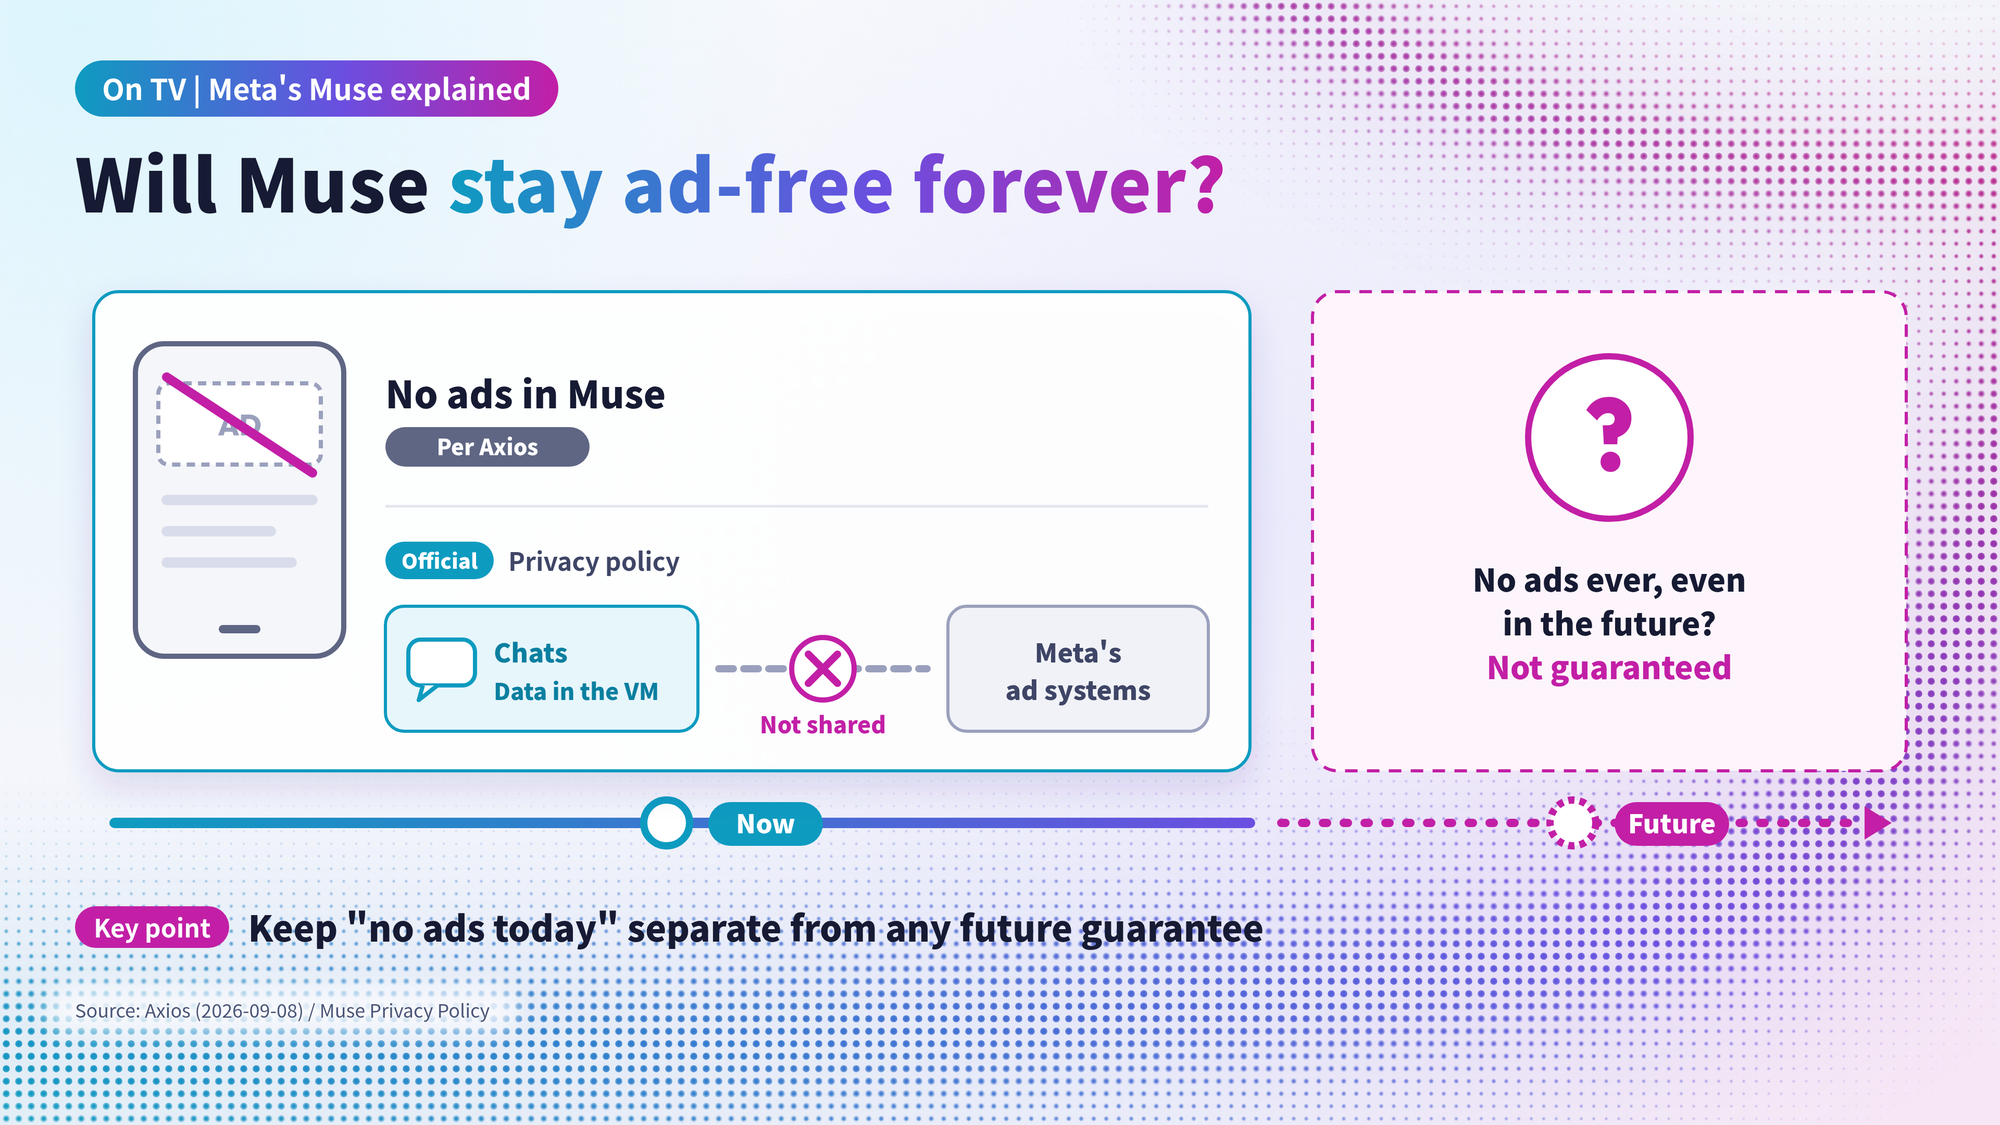 On TV | Meta's Muse explained
Will Muse stay ad-free forever?
AD
No ads in Muse
Per Axios
Official Privacy policy
Chats
Data in the VM
Not shared
Meta's
ad systems
?
No ads ever, even
in the future?
Not guaranteed
Now
Future
Key point Keep "no ads today" separate from any future guarantee
Source: Axios (2026-09-08) / Muse Privacy Policy